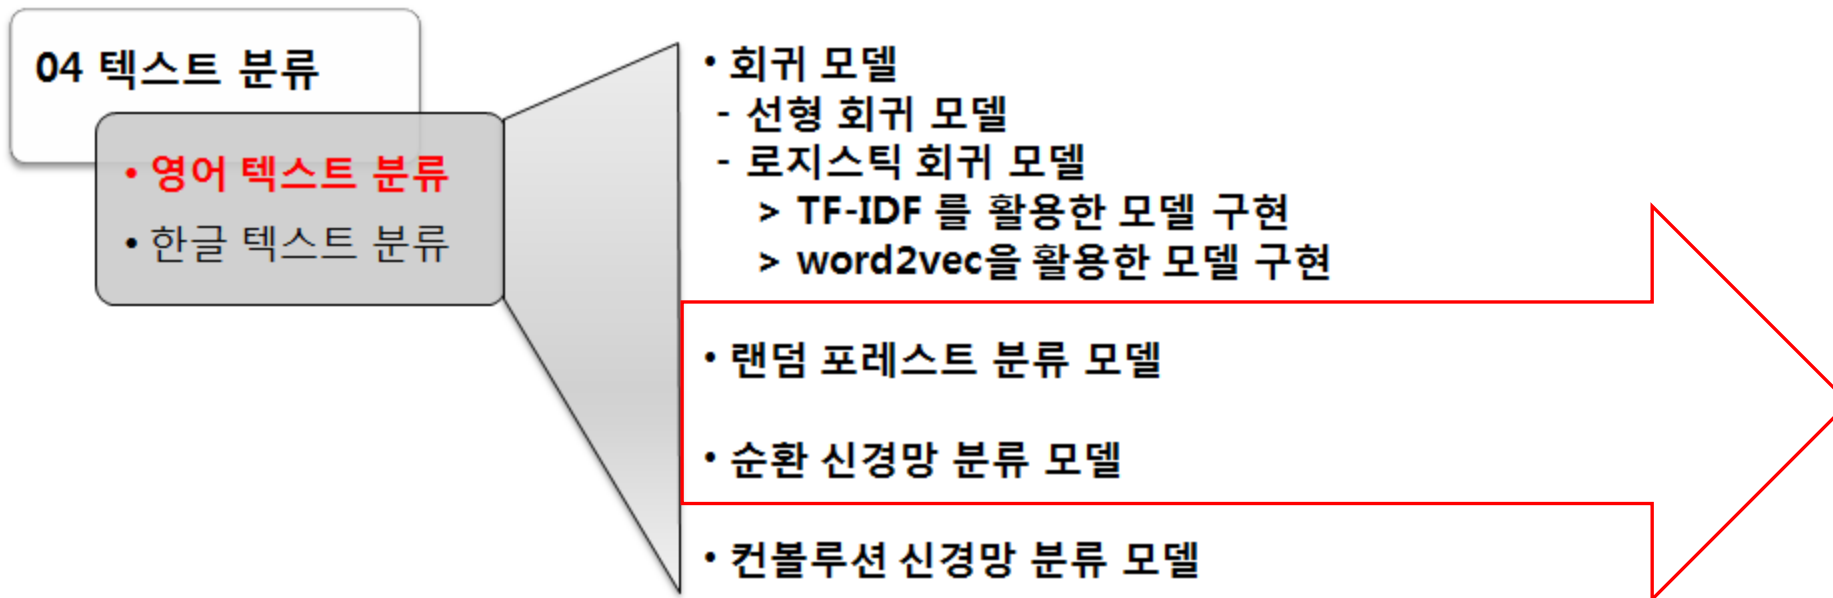 04 텍스트 분류
• 영어 텍스트 분류
• 한글 텍스트 분류
• 회귀 모델
- 선형 회귀 모델
- 로지스틱 회귀 모델
> TF-IDF 를 활용한 모델 구현
> word2vec을 활용한 모델 구현
• 랜덤 포레스트 분류 모델
• 순환 신경망 분류 모델
• 컨볼루션 신경망 분류 모델